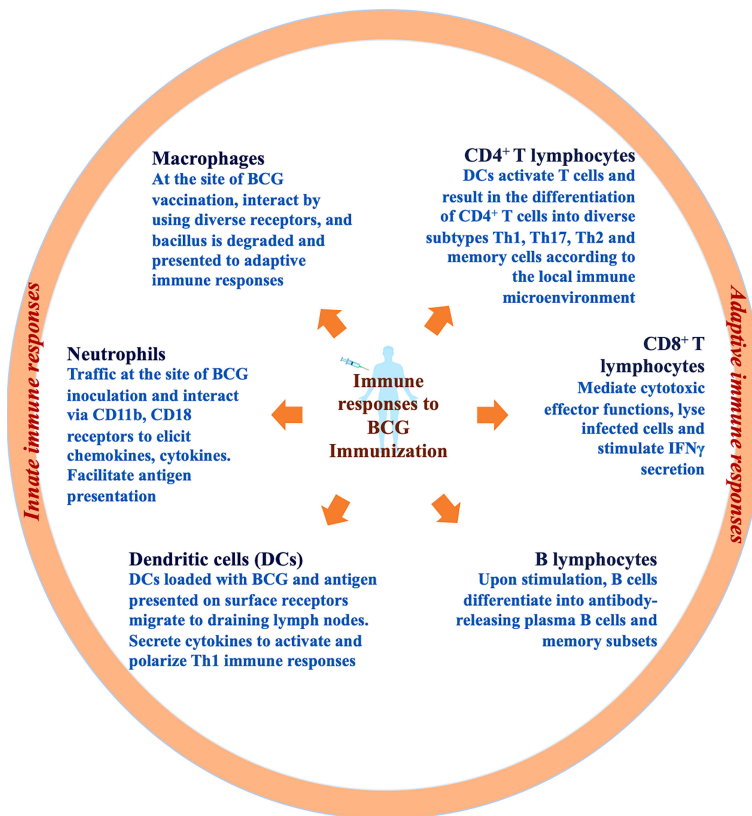 Innate immune responses
Macrophages
At the site of BCG
vaccination, interact by
using diverse receptors, and
bacillus is degraded and
presented to adaptive
immune responses
Neutrophils
Traffic at the site of BCG
inoculation and interact
via CD11b, CD18
receptors to elicit
chemokines, cytokines.
Facilitate antigen
presentation
Dendritic cells (DCs)
DCs loaded with BCG and antigen
presented on surface receptors
migrate to draining lymph nodes.
Secrete cytokines to activate and
polarize Th1 immune responses
Immune
responses to
BCG
Immunization
CD4⁺ T lymphocytes
DCs activate T cells and
result in the differentiation
of CD4⁺ T cells into diverse
subtypes Th1, Th17, Th2 and
memory cells according to
the local immune
microenvironment
CD8⁺ T
lymphocytes
Mediate cytotoxic
effector functions, lyse
infected cells and
stimulate IFNγ
secretion
B lymphocytes
Upon stimulation, B cells
differentiate into antibody-
releasing plasma B cells and
memory subsets
Adaptive immune responses